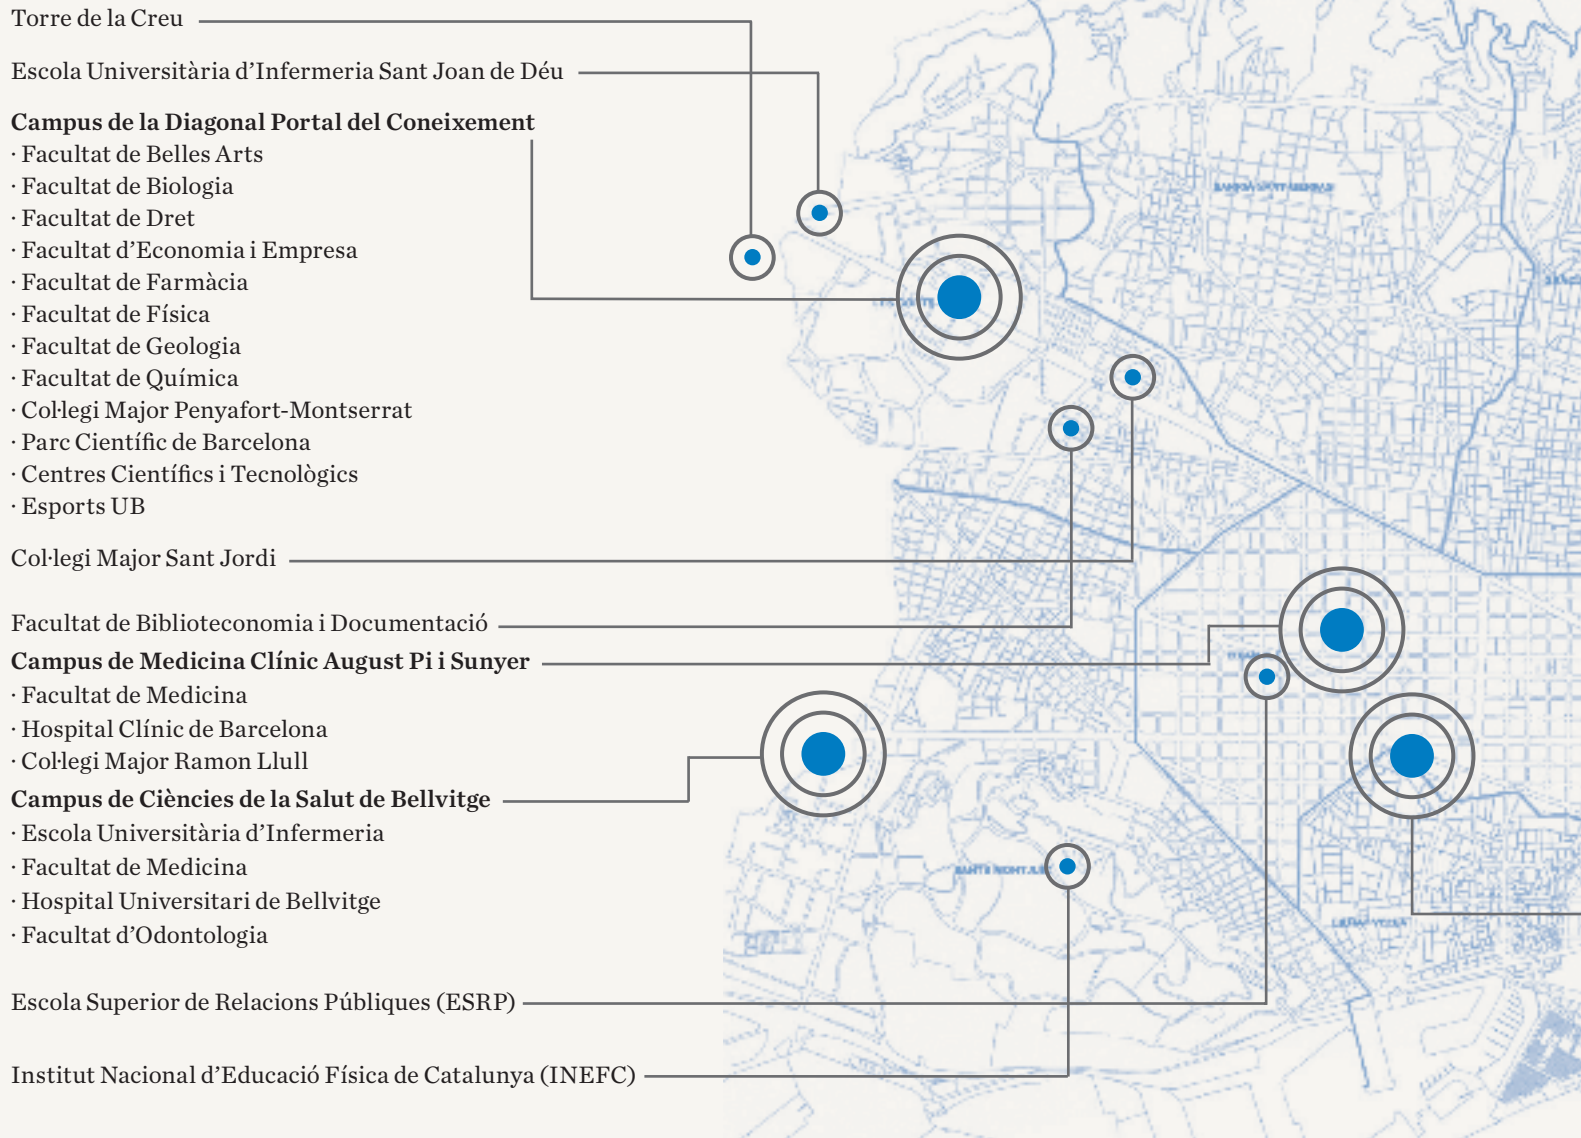 Torre de la Creu
Escola Universitària d’Infermeria Sant Joan de Déu
Campus de la Diagonal Portal del Coneixement
· Facultat de Belles Arts
· Facultat de Biologia
· Facultat de Dret
· Facultat d’Economia i Empresa
· Facultat de Farmàcia
· Facultat de Física
· Facultat de Geologia
· Facultat de Química
· Col·legi Major Penyafort-Montserrat
· Parc Científic de Barcelona
· Centres Científics i Tecnològics
· Esports UB
Col·legi Major Sant Jordi
Facultat de Biblioteconomia i Documentació
Campus de Medicina Clínic August Pi i Sunyer
· Facultat de Medicina
· Hospital Clínic de Barcelona
· Col·legi Major Ramon Llull
Campus de Ciències de la Salut de Bellvitge
· Escola Universitària d’Infermeria
· Facultat de Medicina
· Hospital Universitari de Bellvitge
· Facultat d’Odontologia
Escola Superior de Relacions Públiques (ESRP)
Institut Nacional d’Educació Física de Catalunya (INEFC)